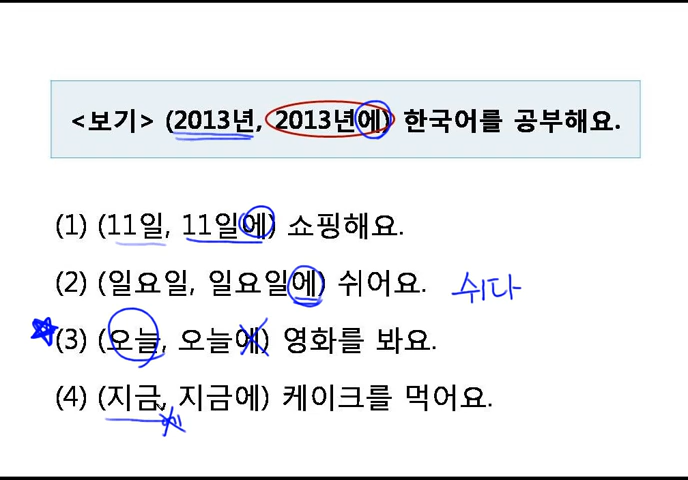 <보기> (2013년, 2013년에) 한국어를 공부해요.
(1) (11일, 11일에) 쇼핑해요.
(2) (일요일, 일요일에) 쉬어요. 쉬다
(3) (오늘, 오늘에) 영화를 봐요.
(4) (지금, 지금에) 케이크를 먹어요.
에